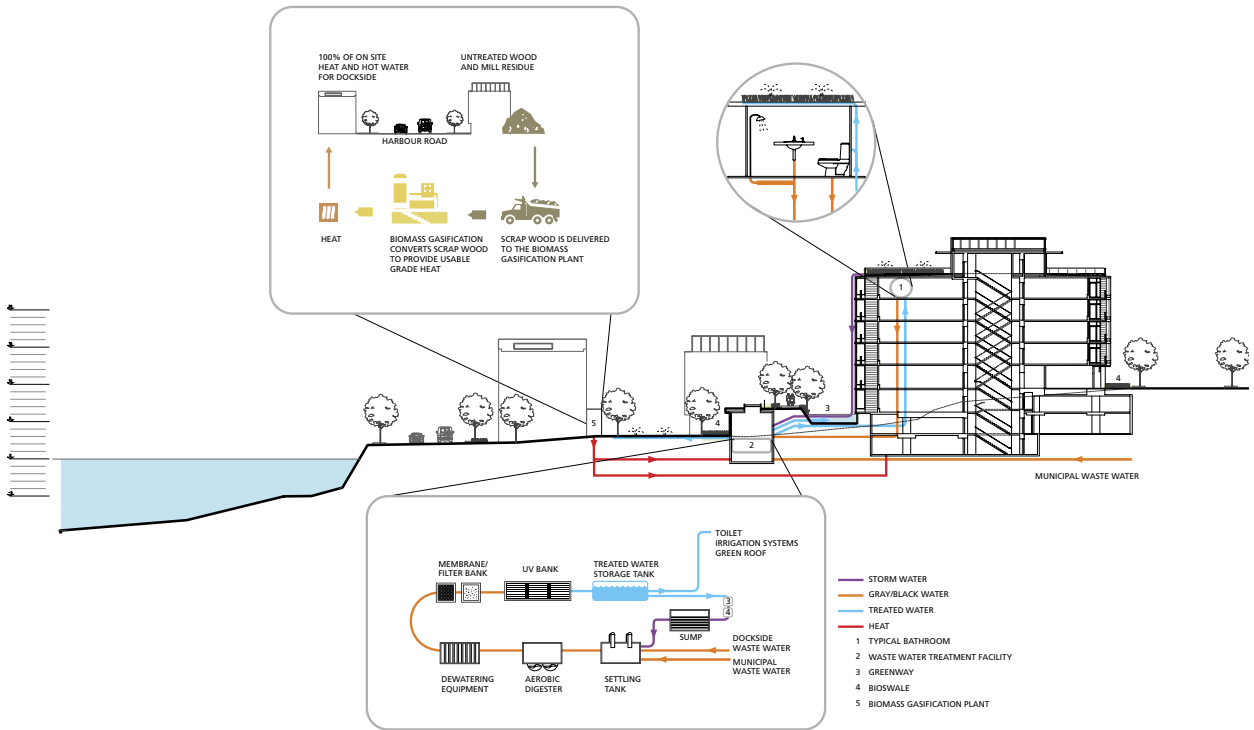 100% OF ON SITE
HEAT AND HOT WATER
FOR DOCKSIDE
UNTREATED WOOD
AND MILL RESIDUE
HARBOUR ROAD
HEAT
BIOMASS GASIFICATION
CONVERTS SCRAP WOOD
TO PROVIDE USABLE
GRADE HEAT
SCRAP WOOD IS DELIVERED
TO THE BIOMASS
GASIFICATION PLANT
1
4
3
5
4
2
MUNICIPAL WASTE WATER
TOILET
IRRIGATION SYSTEMS
GREEN ROOF
MEMBRANE/
FILTER BANK
UV BANK
TREATED WATER
STORAGE TANK
3
4
SUMP
DOCKSIDE
WASTE WATER
MUNICIPAL
WASTE WATER
DEWATERING
EQUIPMENT
AEROBIC
DIGESTER
SETTLING
TANK
STORM WATER
GRAY/BLACK WATER
TREATED WATER
HEAT
1 TYPICAL BATHROOM
2 WASTE WATER TREATMENT FACILITY
3 GREENWAY
4 BIOSWALE
5 BIOMASS GASIFICATION PLANT